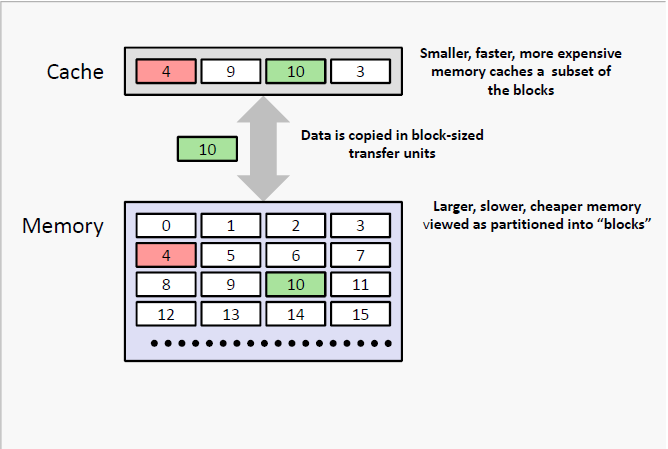 Cache
4 9 10 3
Smaller, faster, more expensive
memory caches a subset of
the blocks
10
Data is copied in block-sized
transfer units
Memory
0 1 2 3
4 5 6 7
8 9 10 11
12 13 14 15
Larger, slower, cheaper memory
viewed as partitioned into “blocks”